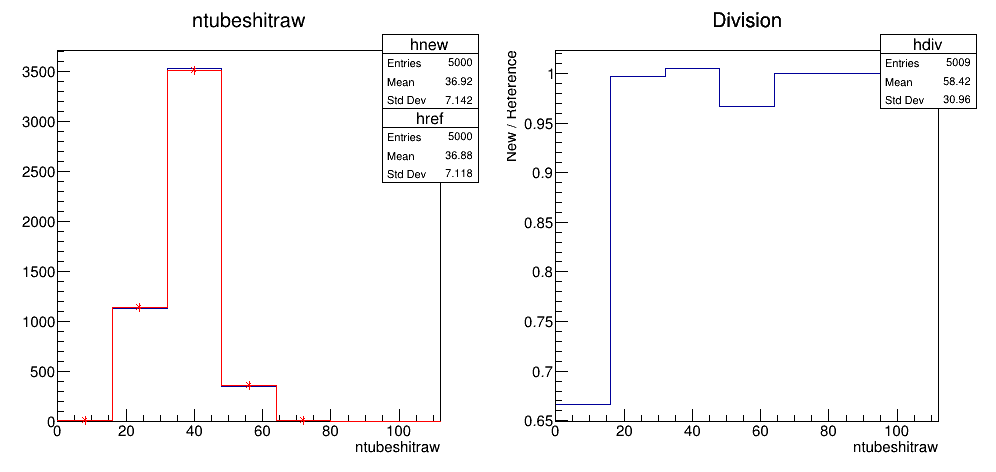 ntubeshitraw
hnew
Entries 5000
Mean 36.92
Std Dev 7.142
href
Entries 5000
Mean 36.88
Std Dev 7.118
3500
3000
2500
2000
1500
1000
500
0
0 20 40 60 80 100
ntubeshitraw
Division
hdiv
Entries 5009
Mean 58.42
Std Dev 30.96
New / Reference
1
0.95
0.9
0.85
0.8
0.75
0.7
0.65
0 20 40 60 80 100
ntubeshitraw